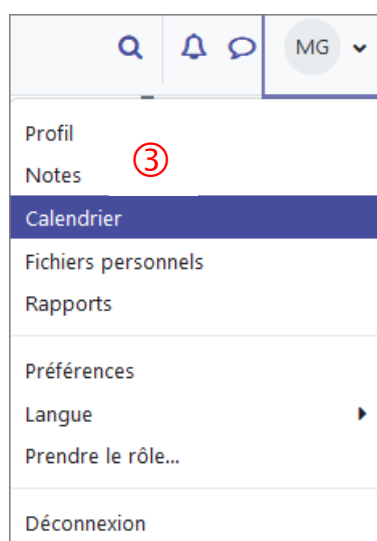 MG
Profil
③
Notes
Calendrier
Fichiers personnels
Rapports
Préférences
Langue
Prendre le rôle...
Déconnexion